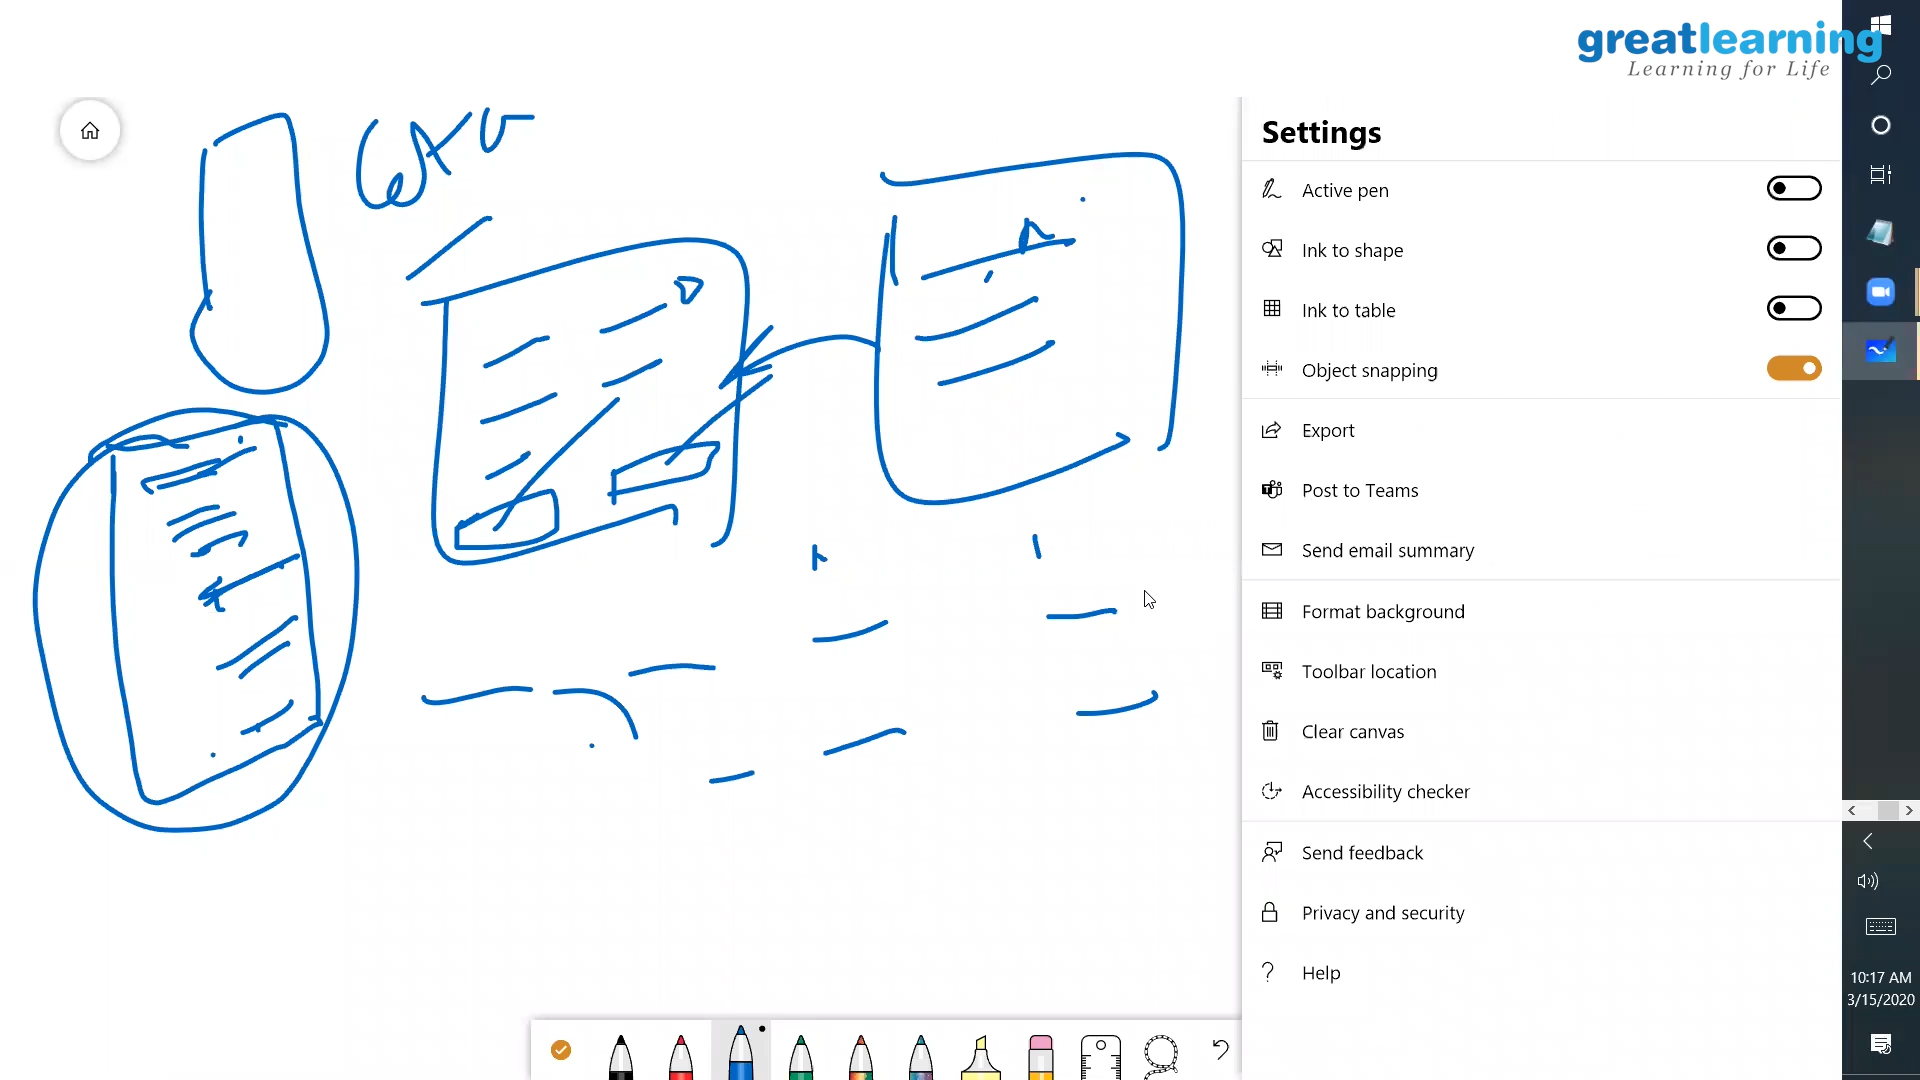 greatlearning
Learning for Life
Settings
Active pen
Ink to shape
Ink to table
Object snapping
Export
Post to Teams
Send email summary
Format background
Toolbar location
Clear canvas
Accessibility checker
Send feedback
Privacy and security
Help
10:17 AM
3/15/2020